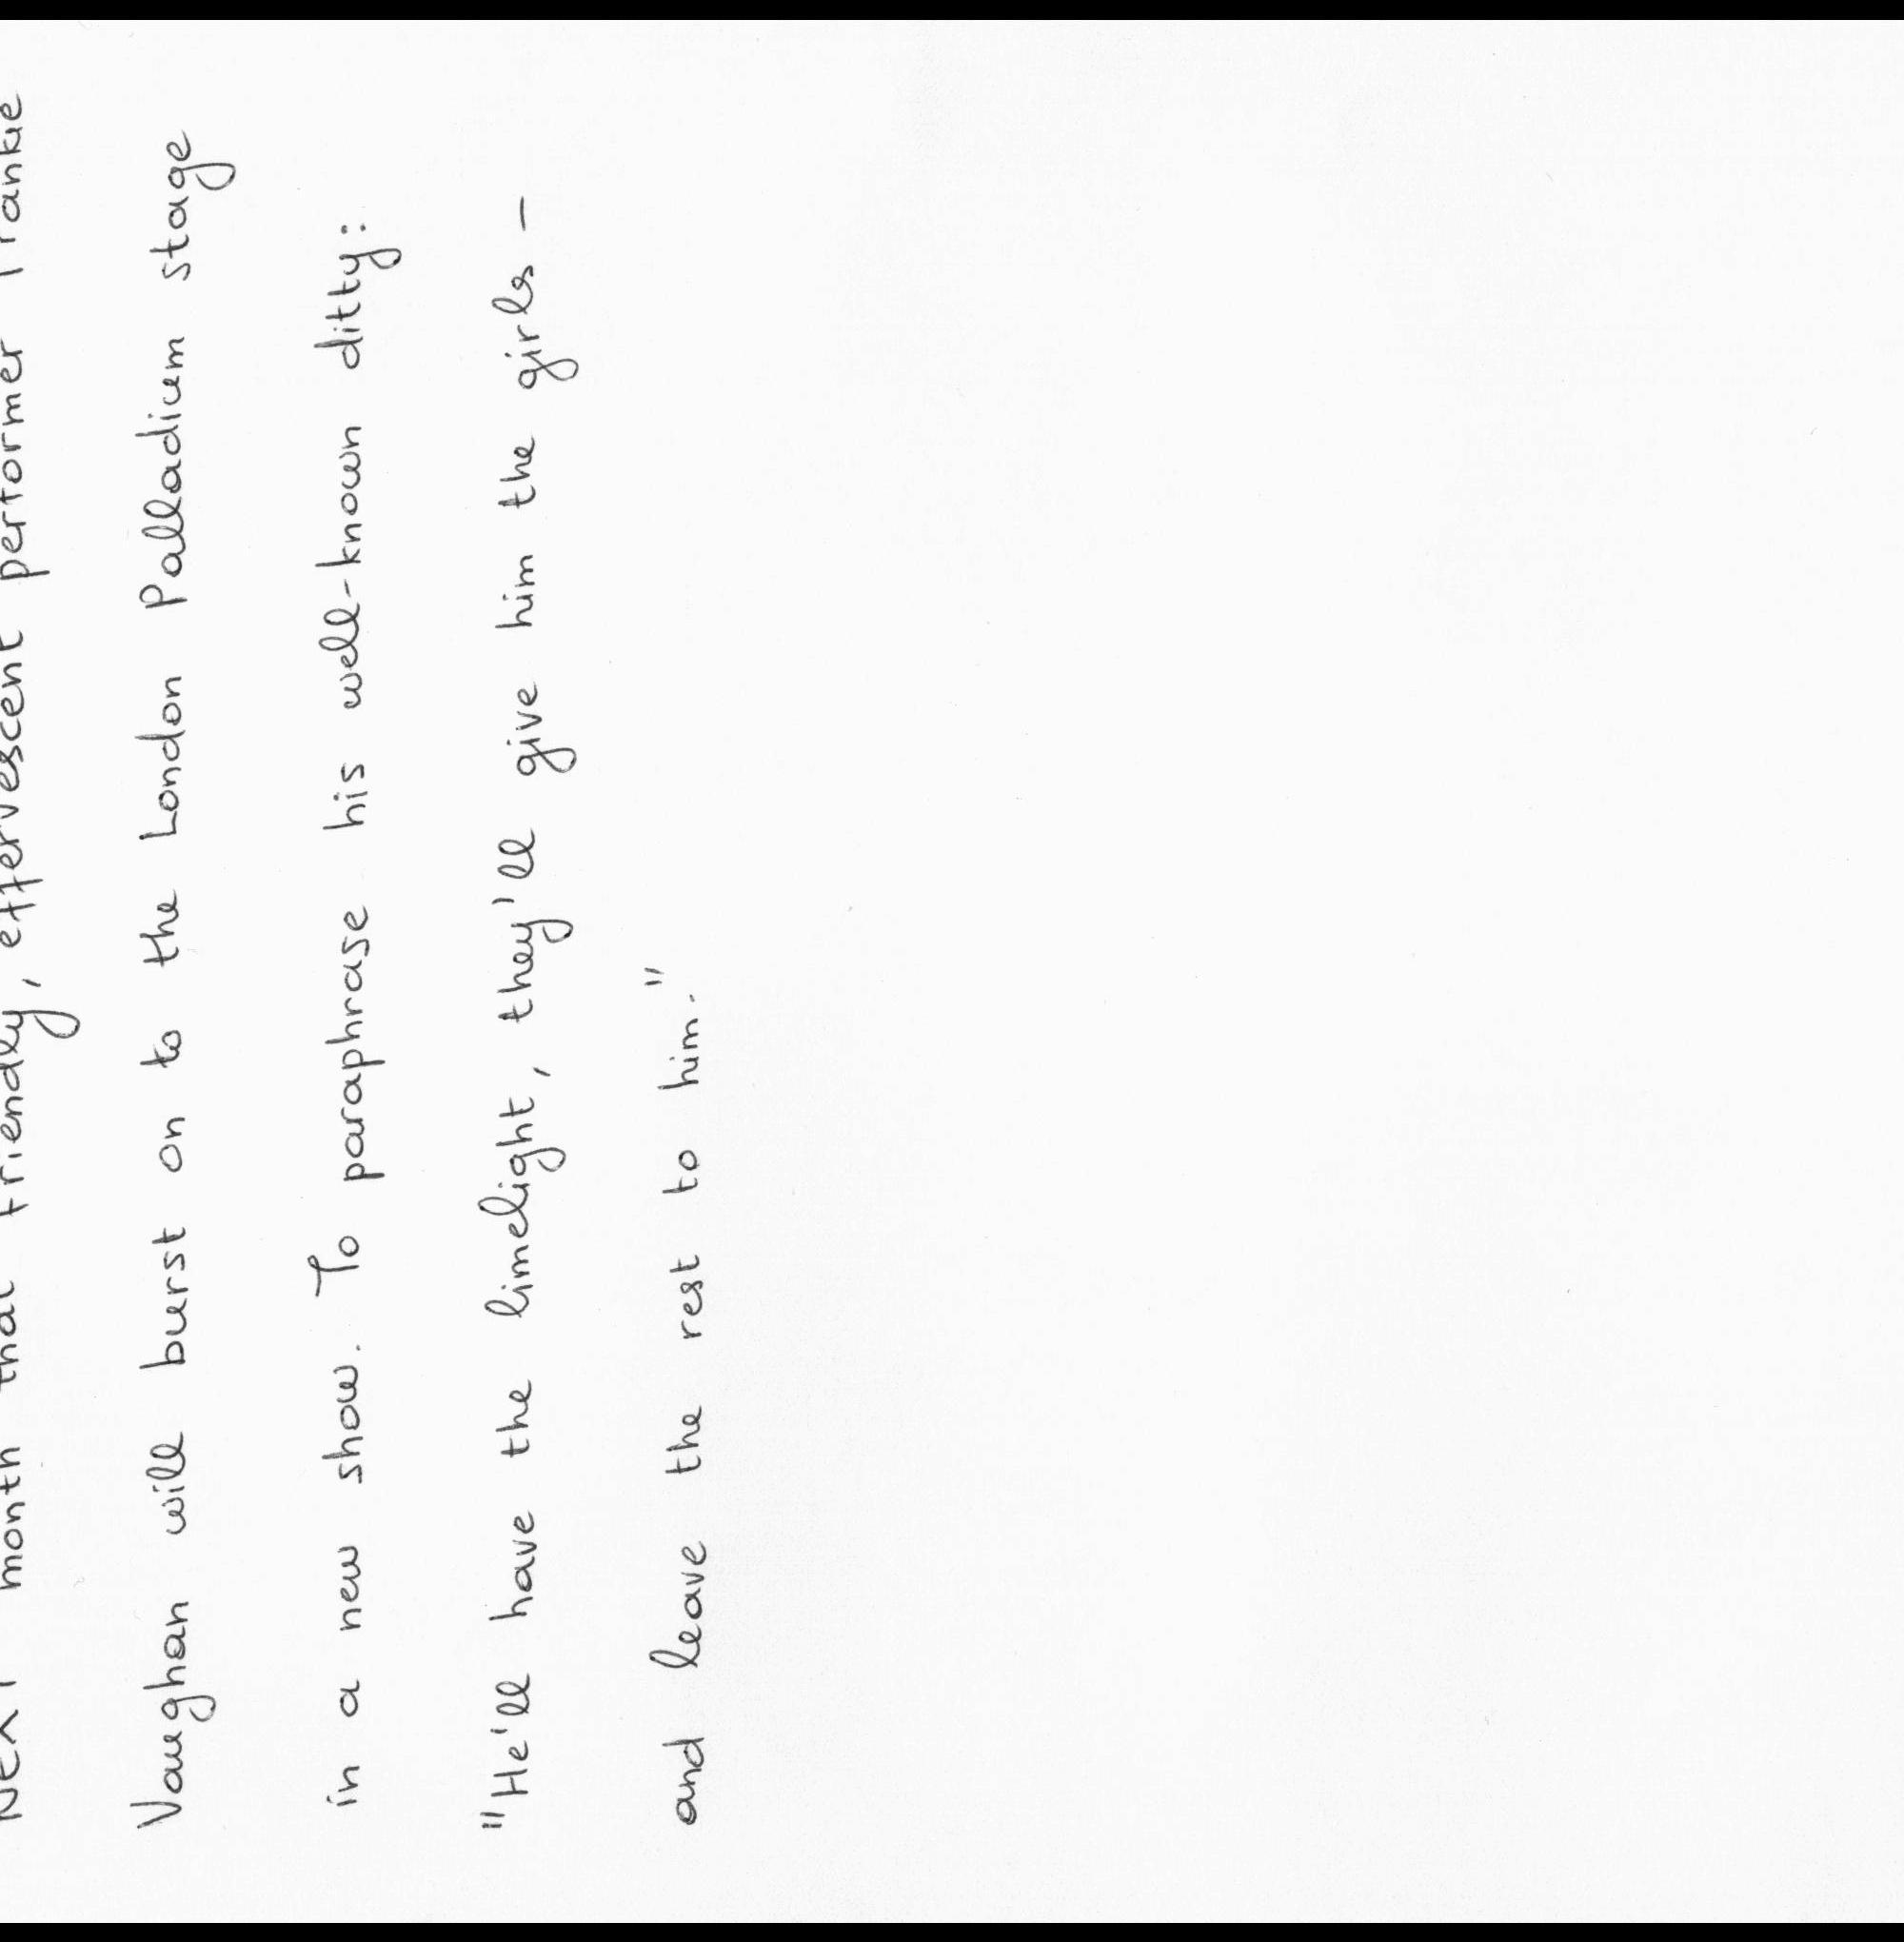 NEXT month that friendly, effervescent performer Frankie
Vaughan will burst on to the London Palladium stage
in a new show. To paraphrase his well-known ditty:
"He'll have the limelight, they'll give him the girls -
and leave the rest to him."